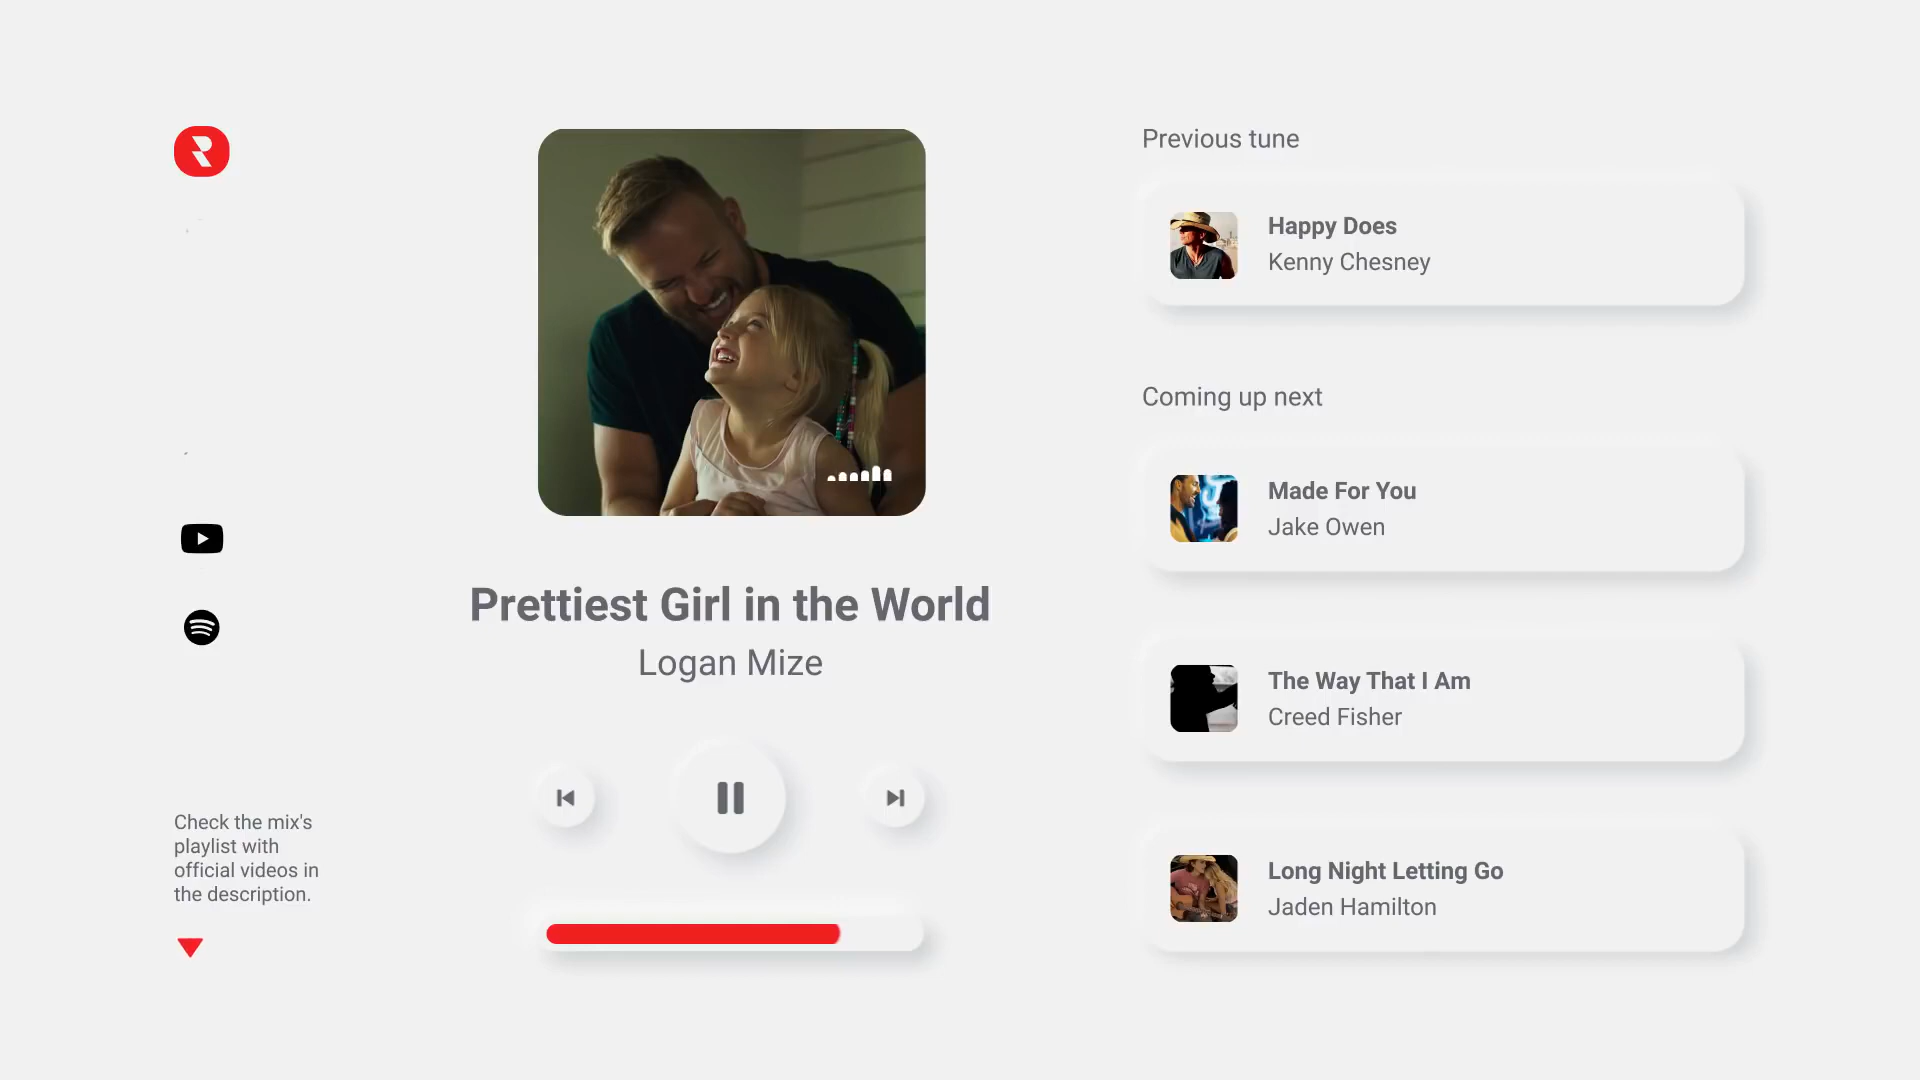 Check the mix's
playlist with
official videos in
the description.
Prettiest Girl in the World
Logan Mize
Previous tune
Happy Does
Kenny Chesney
Coming up next
Made For You
Jake Owen
The Way That I Am
Creed Fisher
Long Night Letting Go
Jaden Hamilton